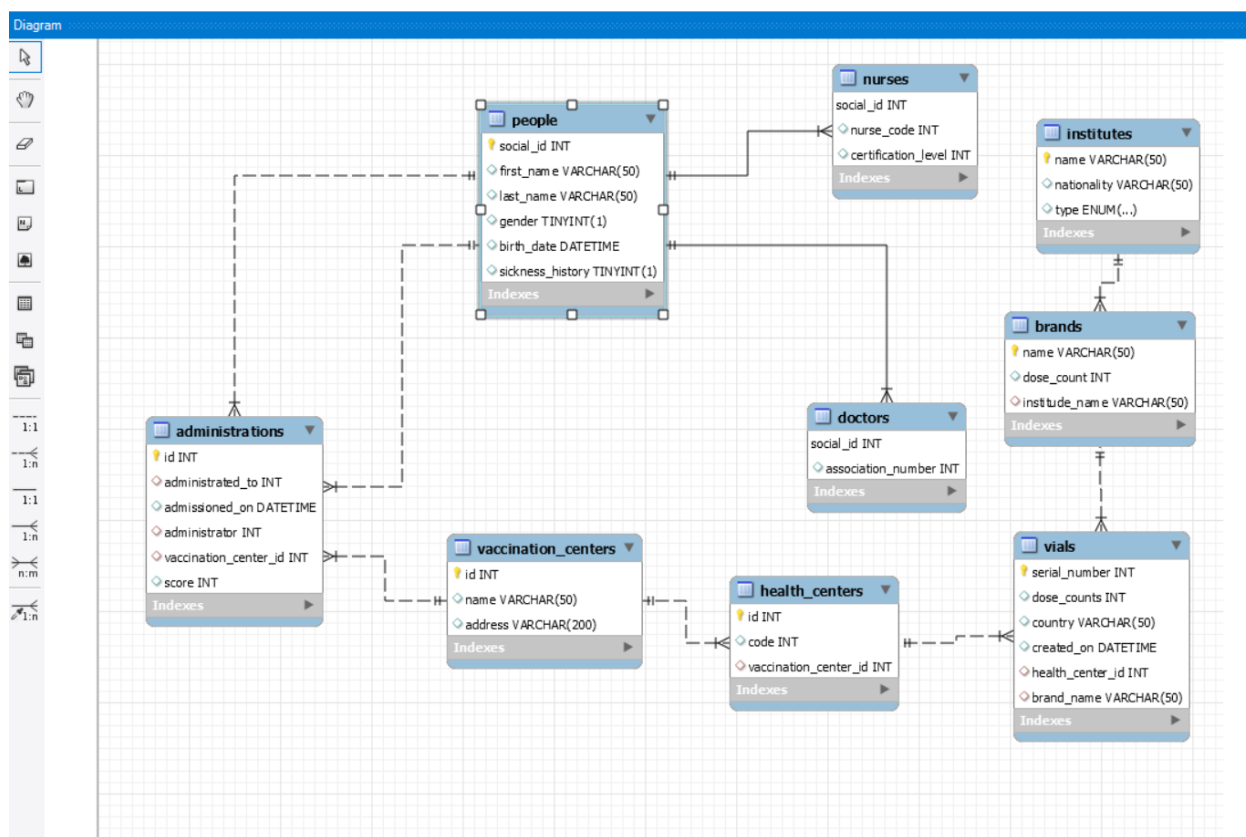 Diagram
1:1
1:n
1:1
1:n
n:m
1:n
people
social_id INT
first_name VARCHAR(50)
last_name VARCHAR(50)
gender TINYINT(1)
birth_date DATETIME
sickness_history TINYINT(1)
Indexes
nurses
social_id INT
nurse_code INT
certification_level INT
Indexes
institutes
name VARCHAR(50)
nationality VARCHAR(50)
type ENUM(...)
Indexes
brands
name VARCHAR(50)
dose_count INT
institude_name VARCHAR(50)
Indexes
doctors
social_id INT
association_number INT
Indexes
administrations
id INT
administrated_to INT
admissioned_on DATETIME
administrator INT
vaccination_center_id INT
score INT
Indexes
vaccination_centers
id INT
name VARCHAR(50)
address VARCHAR(200)
Indexes
health_centers
id INT
code INT
vaccination_center_id INT
Indexes
vials
serial_number INT
dose_counts INT
country VARCHAR(50)
created_on DATETIME
health_center_id INT
brand_name VARCHAR(50)
Indexes